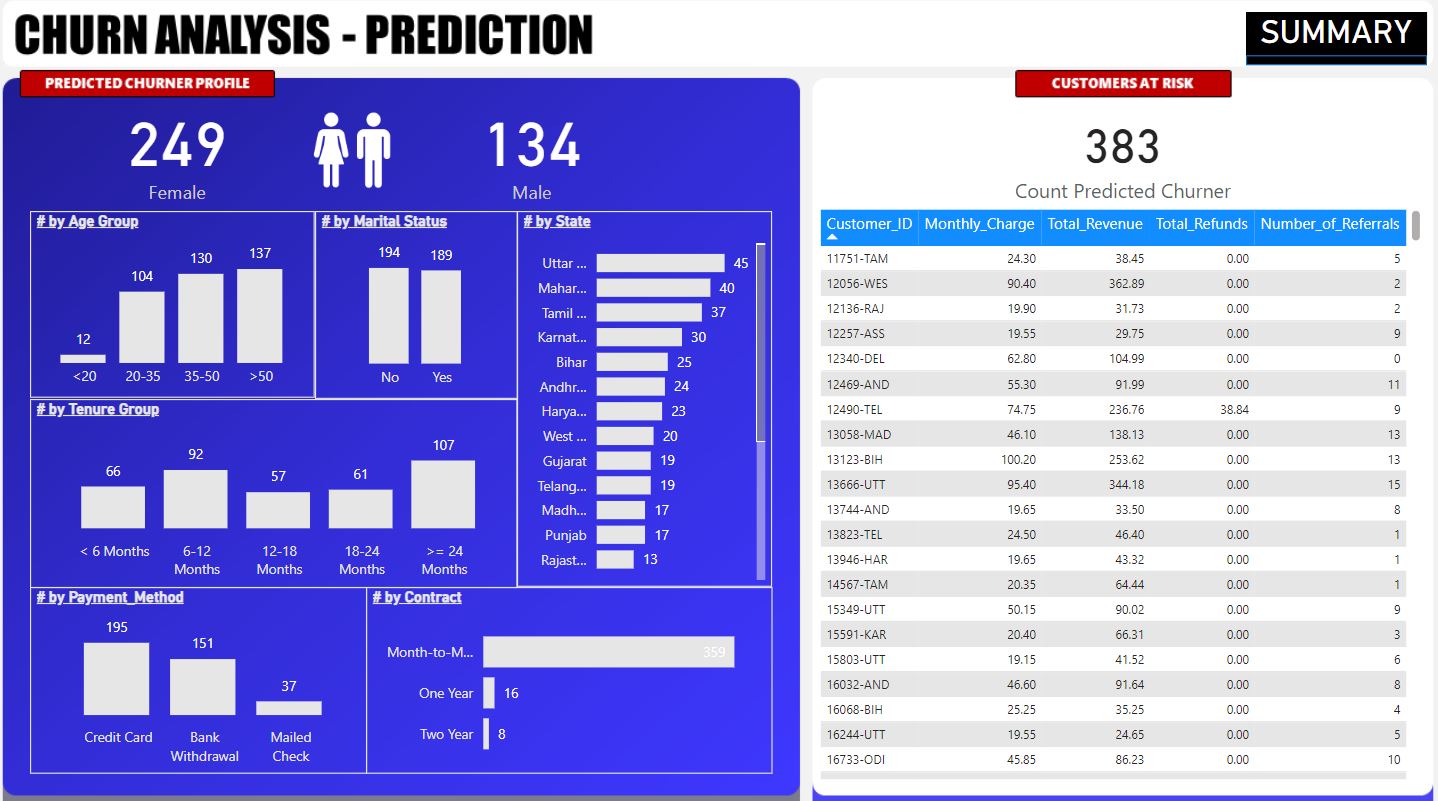 CHURN ANALYSIS - PREDICTION
SUMMARY
PREDICTED CHURNER PROFILE
249
Female
134
Male
# by Age Group
12
104
130
137
<20
20-35
35-50
>50
# by Marital Status
194
189
No
Yes
# by State
Uttar ... 45
Mahar... 40
Tamil ... 37
Karnat... 30
Bihar 25
Andhr... 24
Harya... 23
West ... 20
Gujarat 19
Telang... 19
Madh... 17
Punjab 17
Rajast... 13
# by Tenure Group
66
92
57
61
107
< 6 Months
6-12
Months
12-18
Months
18-24
Months
>= 24
Months
# by Payment_Method
195
151
37
Credit Card
Bank
Withdrawal
Mailed
Check
# by Contract
Month-to-M... 359
One Year 16
Two Year 8
CUSTOMERS AT RISK
383
Count Predicted Churner
Customer_ID Monthly_Charge Total_Revenue Total_Refunds Number_of_Referrals
11751-TAM 24.30 38.45 0.00 5
12056-WES 90.40 362.89 0.00 2
12136-RAJ 19.90 31.73 0.00 2
12257-ASS 19.55 29.75 0.00 9
12340-DEL 62.80 104.99 0.00 0
12469-AND 55.30 91.99 0.00 11
12490-TEL 74.75 236.76 38.84 9
13058-MAD 46.10 138.13 0.00 13
13123-BIH 100.20 253.62 0.00 13
13666-UTT 95.40 344.18 0.00 15
13744-AND 19.65 33.50 0.00 8
13823-TEL 24.50 46.40 0.00 1
13946-HAR 19.65 43.32 0.00 1
14567-TAM 20.35 64.44 0.00 1
15349-UTT 50.15 90.02 0.00 9
15591-KAR 20.40 66.31 0.00 3
15803-UTT 19.15 41.52 0.00 6
16032-AND 46.60 91.64 0.00 8
16068-BIH 25.25 35.25 0.00 4
16244-UTT 19.55 24.65 0.00 5
16733-ODI 45.85 86.23 0.00 10